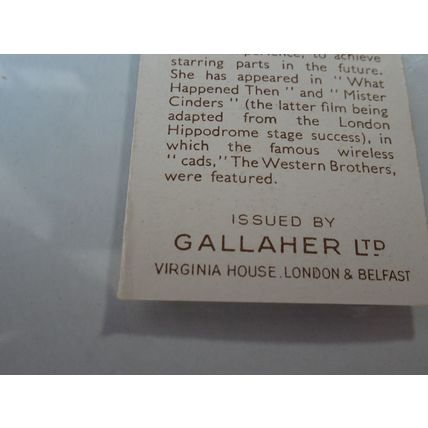 to achieve
starring parts in the future.
She has appeared in "What
Happened Then" and "Mister
Cinders" (the latter film being
adapted from the London
Hippodrome stage success), in
which the famous wireless
"cads," The Western Brothers,
were featured.
ISSUED BY
GALLAHER LTD
VIRGINIA HOUSE. LONDON & BELFAST